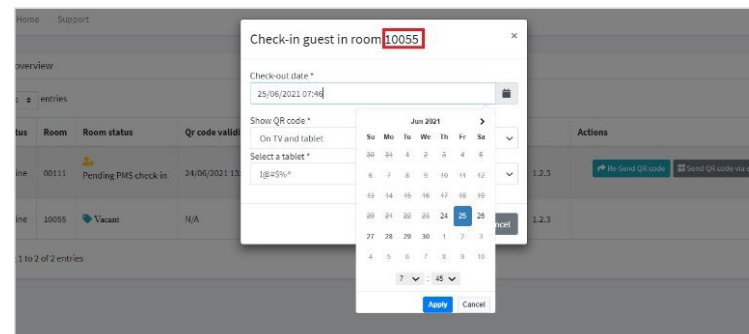 Home Support
Check-in guest in room 10055 ×
overview
Check-out date *
entries
25/06/2021 07:46
Show QR code *
Jun 2021
Room Room status Qr code validi
On TV and tablet
Su Mo Tu We Th Fr Sa
Actions
Select a tablet *
30 31 1 2 3 4 5
00111 Pending PMS check-in 24/06/2021 13:
!@#$%^
6 7 8 9 10 11 12
1.2.3 Re-Send QR code Send QR code via
13 14 15 16 17 18 19
10055 Vacant N/A
20 21 22 23 24 25 26
1.2.3
27 28 29 30 1 2 3
1 to 2 of 2 entries
4 5 6 7 8 9 10
7 : 45
Apply Cancel